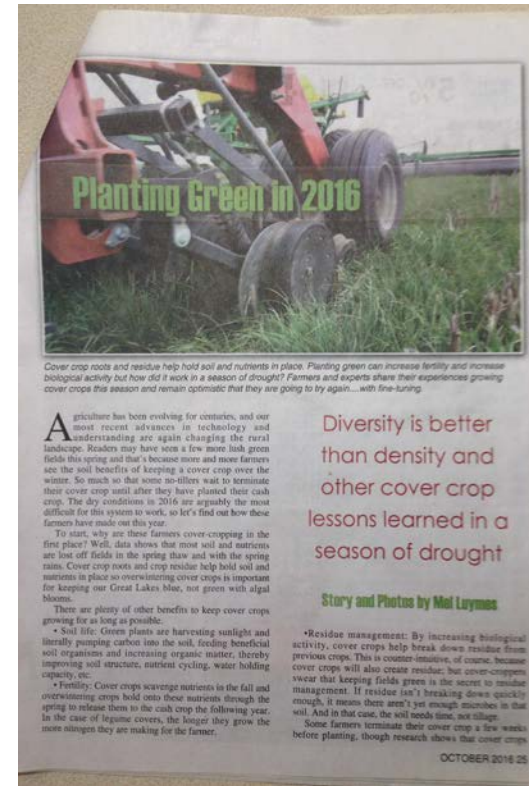 Planting Green in 2016
Cover crop roots and residue help hold soil and nutrients in place. Planting green can increase fertility and increase
biological activity but how did it work in a season of drought? Farmers and experts share their experiences growing
cover crops this season and remain optimistic that they are going to try again....with fine-tuning.
Agriculture has been evolving for centuries, and our
most recent advances in technology and
understanding are again changing the rural
landscape. Readers may have seen a few more lush green
fields this spring and that's because more and more farmers
see the soil benefits of keeping a cover crop over the
winter. So much so that some no-tillers wait to terminate
their cover crop until after they have planted their cash
crop. The dry conditions in 2016 are arguably the most
difficult for this system to work, so let's find out how these
farmers have made out this year.
To start, why are these farmers cover-cropping in the
first place? Well, data shows that most soil and nutrients
are lost off fields in the spring thaw and with the spring
rains. Cover crop roots and crop residue help hold soil and
nutrients in place so overwintering cover crops is important
for keeping our Great Lakes blue, not green with algal
blooms.
There are plenty of other benefits to keep cover crops
growing for as long as possible.
• Soil life: Green plants are harvesting sunlight and
literally pumping carbon into the soil, feeding beneficial
soil organisms and increasing organic matter, thereby
improving soil structure, nutrient cycling, water holding
capacity, etc.
• Fertility: Cover crops scavenge nutrients in the fall and
overwintering crops hold onto these nutrients through the
spring to release them to the cash crop the following year.
In the case of legume covers, the longer they grow the
more nitrogen they are making for the farmer.
Diversity is better
than density and
other cover crop
lessons learned in a
season of drought
Story and Photos by Mel Luymes
•Residue management: By increasing biological
activity, cover crops help break down residue from
previous crops. This is counter-intuitive, of course, because
cover crops will also create residue; but cover-croppers
swear that keeping fields green is the secret to residue
management. If residue isn't breaking down quickly
enough, it means there aren't yet enough microbes in that
soil. And in that case, the soil needs time, not tillage.
Some farmers terminate their cover crop a few weeks
before planting, though research shows that cover crops
OCTOBER 2016 25